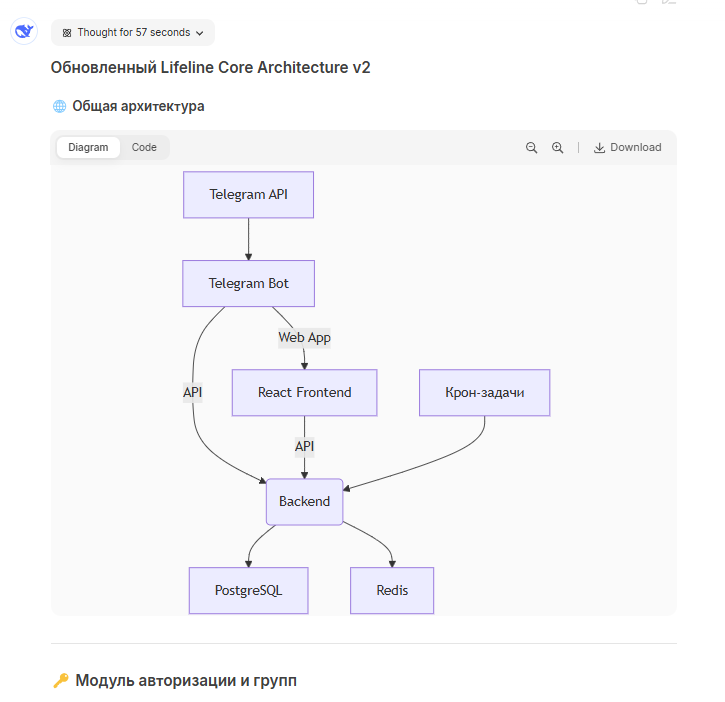 Thought for 57 seconds
Обновленный Lifeline Core Architecture v2
Общая архитектура
Diagram Code Download
Telegram API
Telegram Bot
Web App
API React Frontend Крон-задачи
API
Backend
PostgreSQL Redis
Модуль авторизации и групп